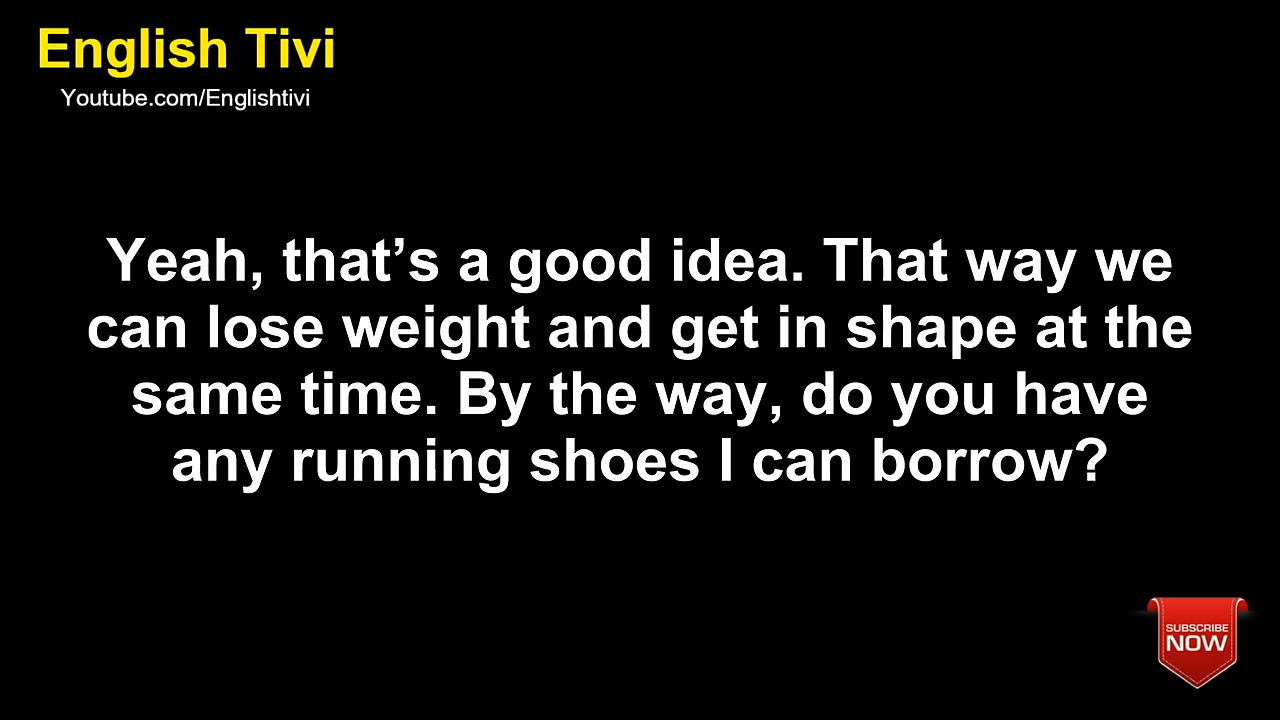 English Tivi
Youtube.com/Englishtivi
Yeah, that’s a good idea. That way we
can lose weight and get in shape at the
same time. By the way, do you have
any running shoes I can borrow?
SUBSCRIBE
NOW